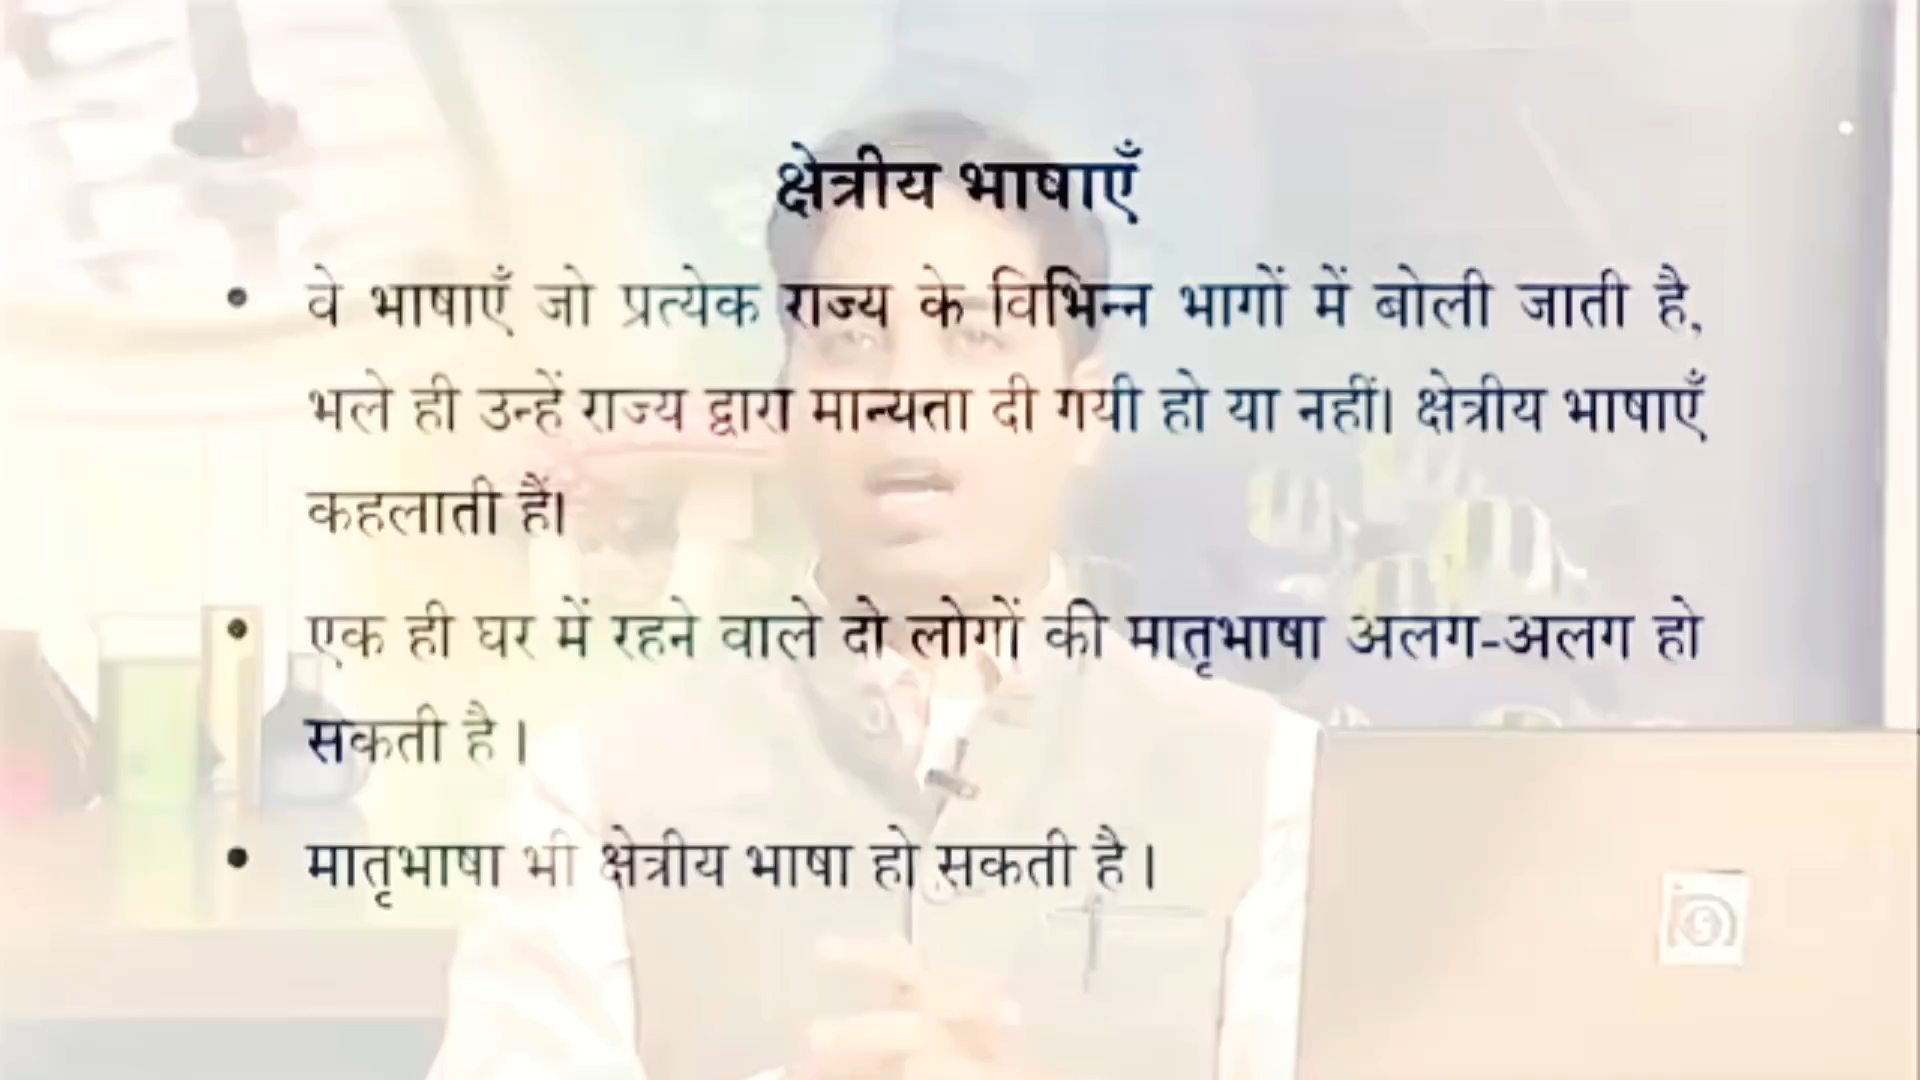 क्षेत्रीय भाषाएँ
• वे भाषाएँ जो प्रत्येक राज्य के विभिन्न भागों में बोली जाती है,
भले ही उन्हें राज्य द्वारा मान्यता दी गयी हो या नहीं। क्षेत्रीय भाषाएँ
कहलाती हैं।
• एक ही घर में रहने वाले दो लोगों की मातृभाषा अलग-अलग हो
सकती है ।
• मातृभाषा भी क्षेत्रीय भाषा हो सकती है ।